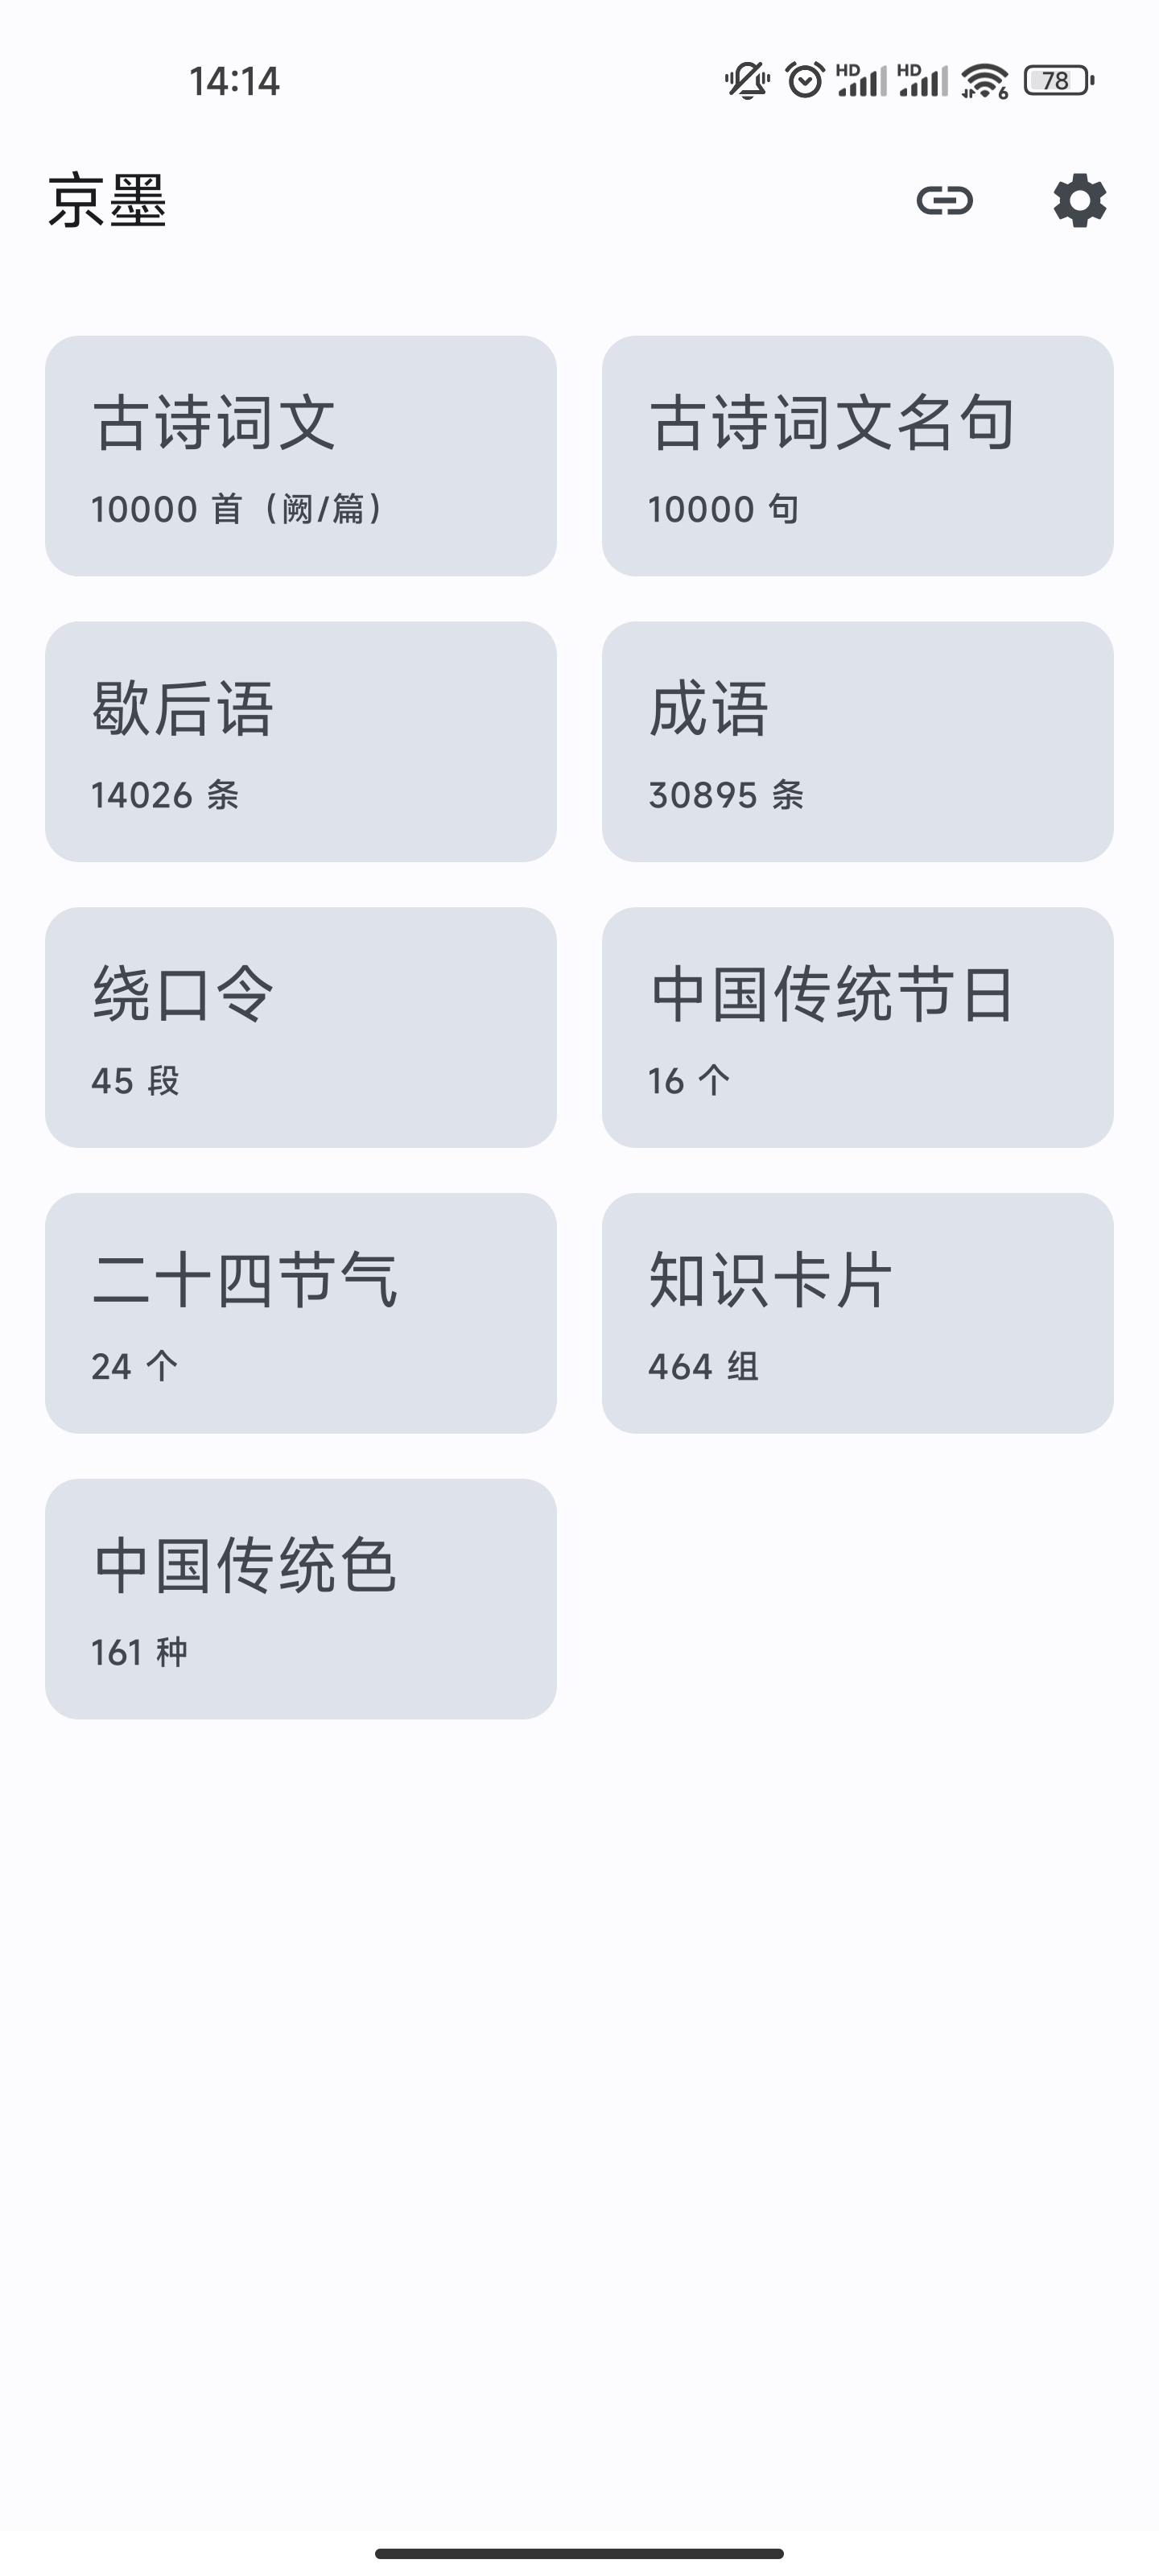 14:14
HD HD 6 78
京墨
古诗词文
10000 首（阙/篇）
古诗词文名句
10000 句
歇后语
14026 条
成语
30895 条
绕口令
45 段
中国传统节日
16 个
二十四节气
24 个
知识卡片
464 组
中国传统色
161 种